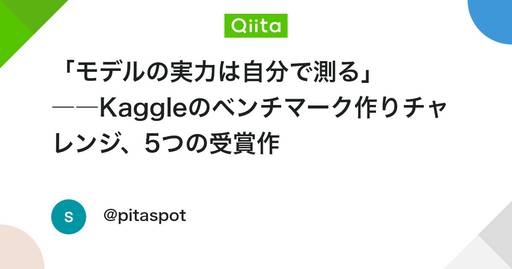 Qiita
「モデルの実力は自分で測る」
――Kaggleのベンチマーク作りチャ
レンジ、5つの受賞作
S
@pitaspot